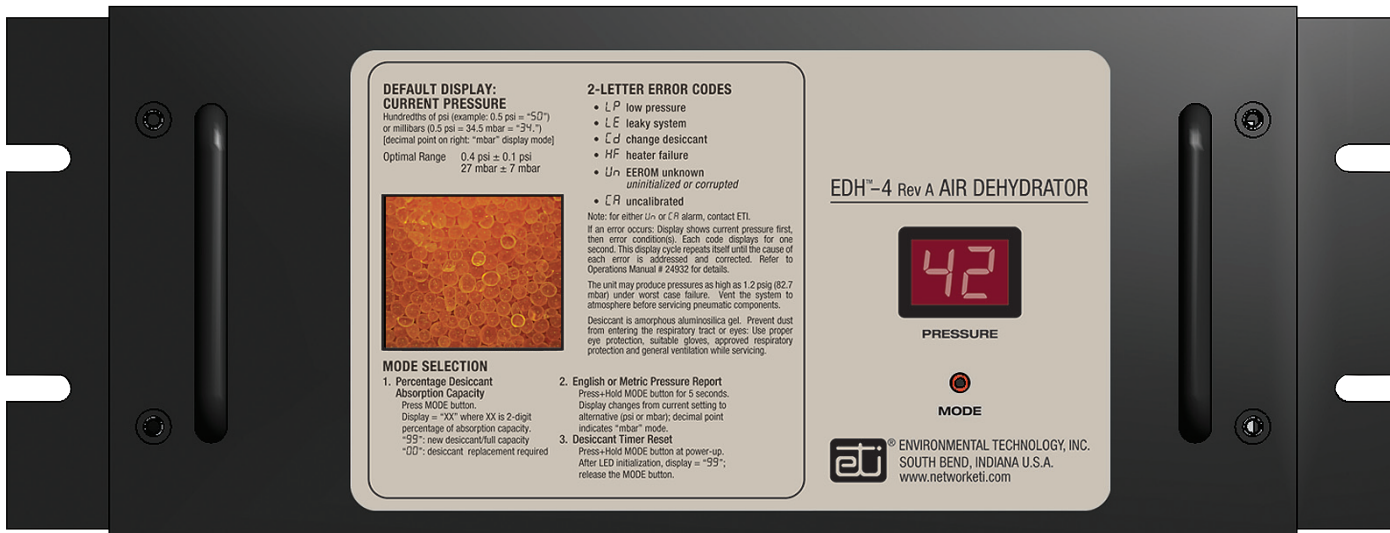 DEFAULT DISPLAY:
CURRENT PRESSURE
Hundredths of psi (example: 0.5 psi = “50”)
or millibars (0.5 psi = 34.5 mbar = “34.”)
[decimal point on right: “mbar” display mode]
Optimal Range 0.4 psi ± 0.1 psi
27 mbar ± 7 mbar
2-LETTER ERROR CODES
• LP low pressure
• LE leaky system
• Cd change desiccant
• HF heater failure
• Un EEROM unknown
uninitialized or corrupted
• CA uncalibrated
Note: for either Un or CA alarm, contact ETI.
If an error occurs: Display shows current pressure first,
then error condition(s). Each code displays for one
second. This display cycle repeats itself until the cause of
each error is addressed and corrected. Refer to
Operations Manual # 24932 for details.
The unit may produce pressures as high as 1.2 psig (82.7
mbar) under worst case failure. Vent the system to
atmosphere before servicing pneumatic components.
Desiccant is amorphous aluminosilica gel. Prevent dust
from entering the respiratory tract or eyes: Use proper
eye protection, suitable gloves, approved respiratory
protection and general ventilation while servicing.
MODE SELECTION
1. Percentage Desiccant
Absorption Capacity
Press MODE button.
Display = “XX” where XX is 2-digit
percentage of absorption capacity.
“99”: new desiccant/full capacity
“00”: desiccant replacement required
2. English or Metric Pressure Report
Press+Hold MODE button for 5 seconds.
Display changes from current setting to
alternative (psi or mbar); decimal point
indicates “mbar” mode.
3. Desiccant Timer Reset
Press+Hold MODE button at power-up.
After LED initialization, display = “99”;
release the MODE button.
EDH™-4 Rev A AIR DEHYDRATOR
42
PRESSURE
MODE
eti® ENVIRONMENTAL TECHNOLOGY, INC.
SOUTH BEND, INDIANA U.S.A.
www.networketi.com